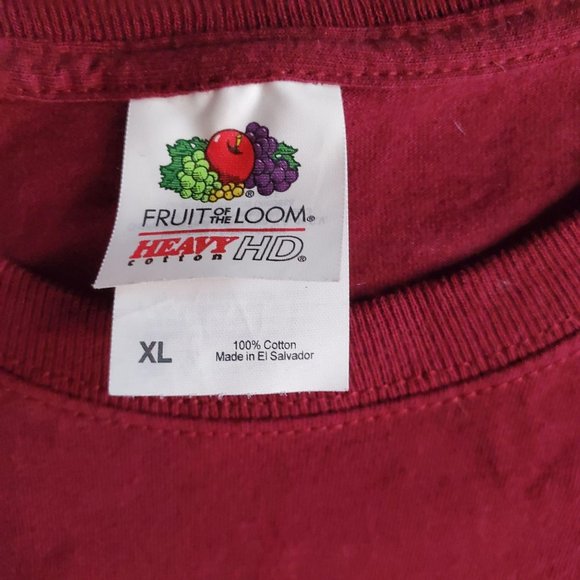 ®
FRUIT OF THE LOOM®
HEAVY cotton HD®
XL
100% Cotton
Made in El Salvador